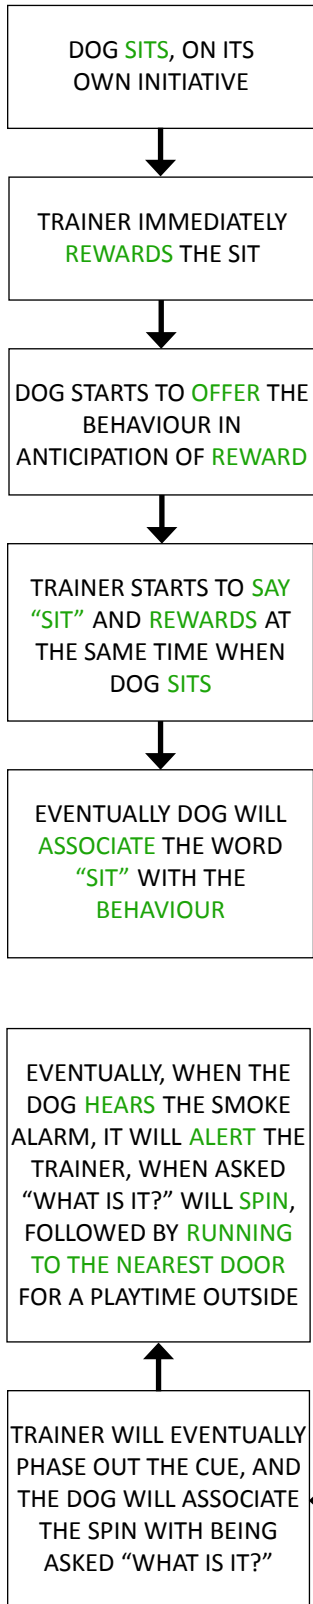 DOG SITS, ON ITS
OWN INITIATIVE
TRAINER IMMEDIATELY
REWARDS THE SIT
DOG STARTS TO OFFER THE
BEHAVIOUR IN
ANTICIPATION OF REWARD
TRAINER STARTS TO SAY
“SIT” AND REWARDS AT
THE SAME TIME WHEN
DOG SITS
EVENTUALLY DOG WILL
ASSOCIATE THE WORD
“SIT” WITH THE
BEHAVIOUR
EVENTUALLY, WHEN THE
DOG HEARS THE SMOKE
ALARM, IT WILL ALERT THE
TRAINER, WHEN ASKED
“WHAT IS IT?” WILL SPIN,
FOLLOWED BY RUNNING
TO THE NEAREST DOOR
FOR A PLAYTIME OUTSIDE
TRAINER WILL EVENTUALLY
PHASE OUT THE CUE, AND
THE DOG WILL ASSOCIATE
THE SPIN WITH BEING
ASKED “WHAT IS IT?”